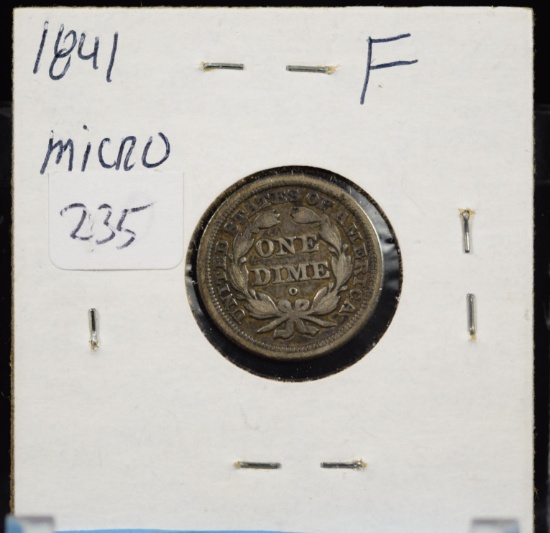 1841
F
micro
235
UNITED STATES OF AMERICA
ONE
DIME
O